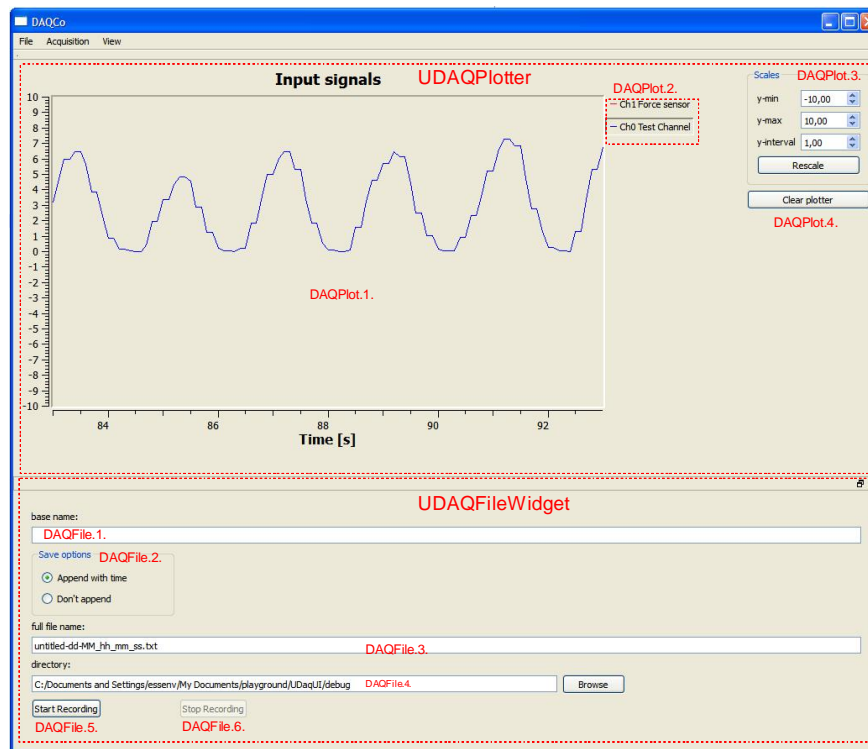 DAQCo
File Acquisition View
Input signals UDAQPlotter
DAQPlot.2.
Ch1 Force sensor
Ch0 Test Channel
Scales DAQPlot.3.
y-min -10,00
y-max 10,00
y-interval 1,00
Rescale
Clear plotter
DAQPlot.4.
10
9
8
7
6
5
4
3
2
1
0
-1
-2
-3
-4
-5
-6
-7
-8
-9
-10
DAQPlot.1.
84 86 88 90 92
Time [s]
UDAQFileWidget
base name:
DAQFile.1.
Save options DAQFile.2.
Append with time
Don't append
full file name:
untitled-dd-MM_hh_mm_ss.txt DAQFile.3.
directory:
C:/Documents and Settings/essenv/My Documents/playground/UDaqUI/debug DAQFile.4. Browse
Start Recording Stop Recording
DAQFile.5. DAQFile.6.